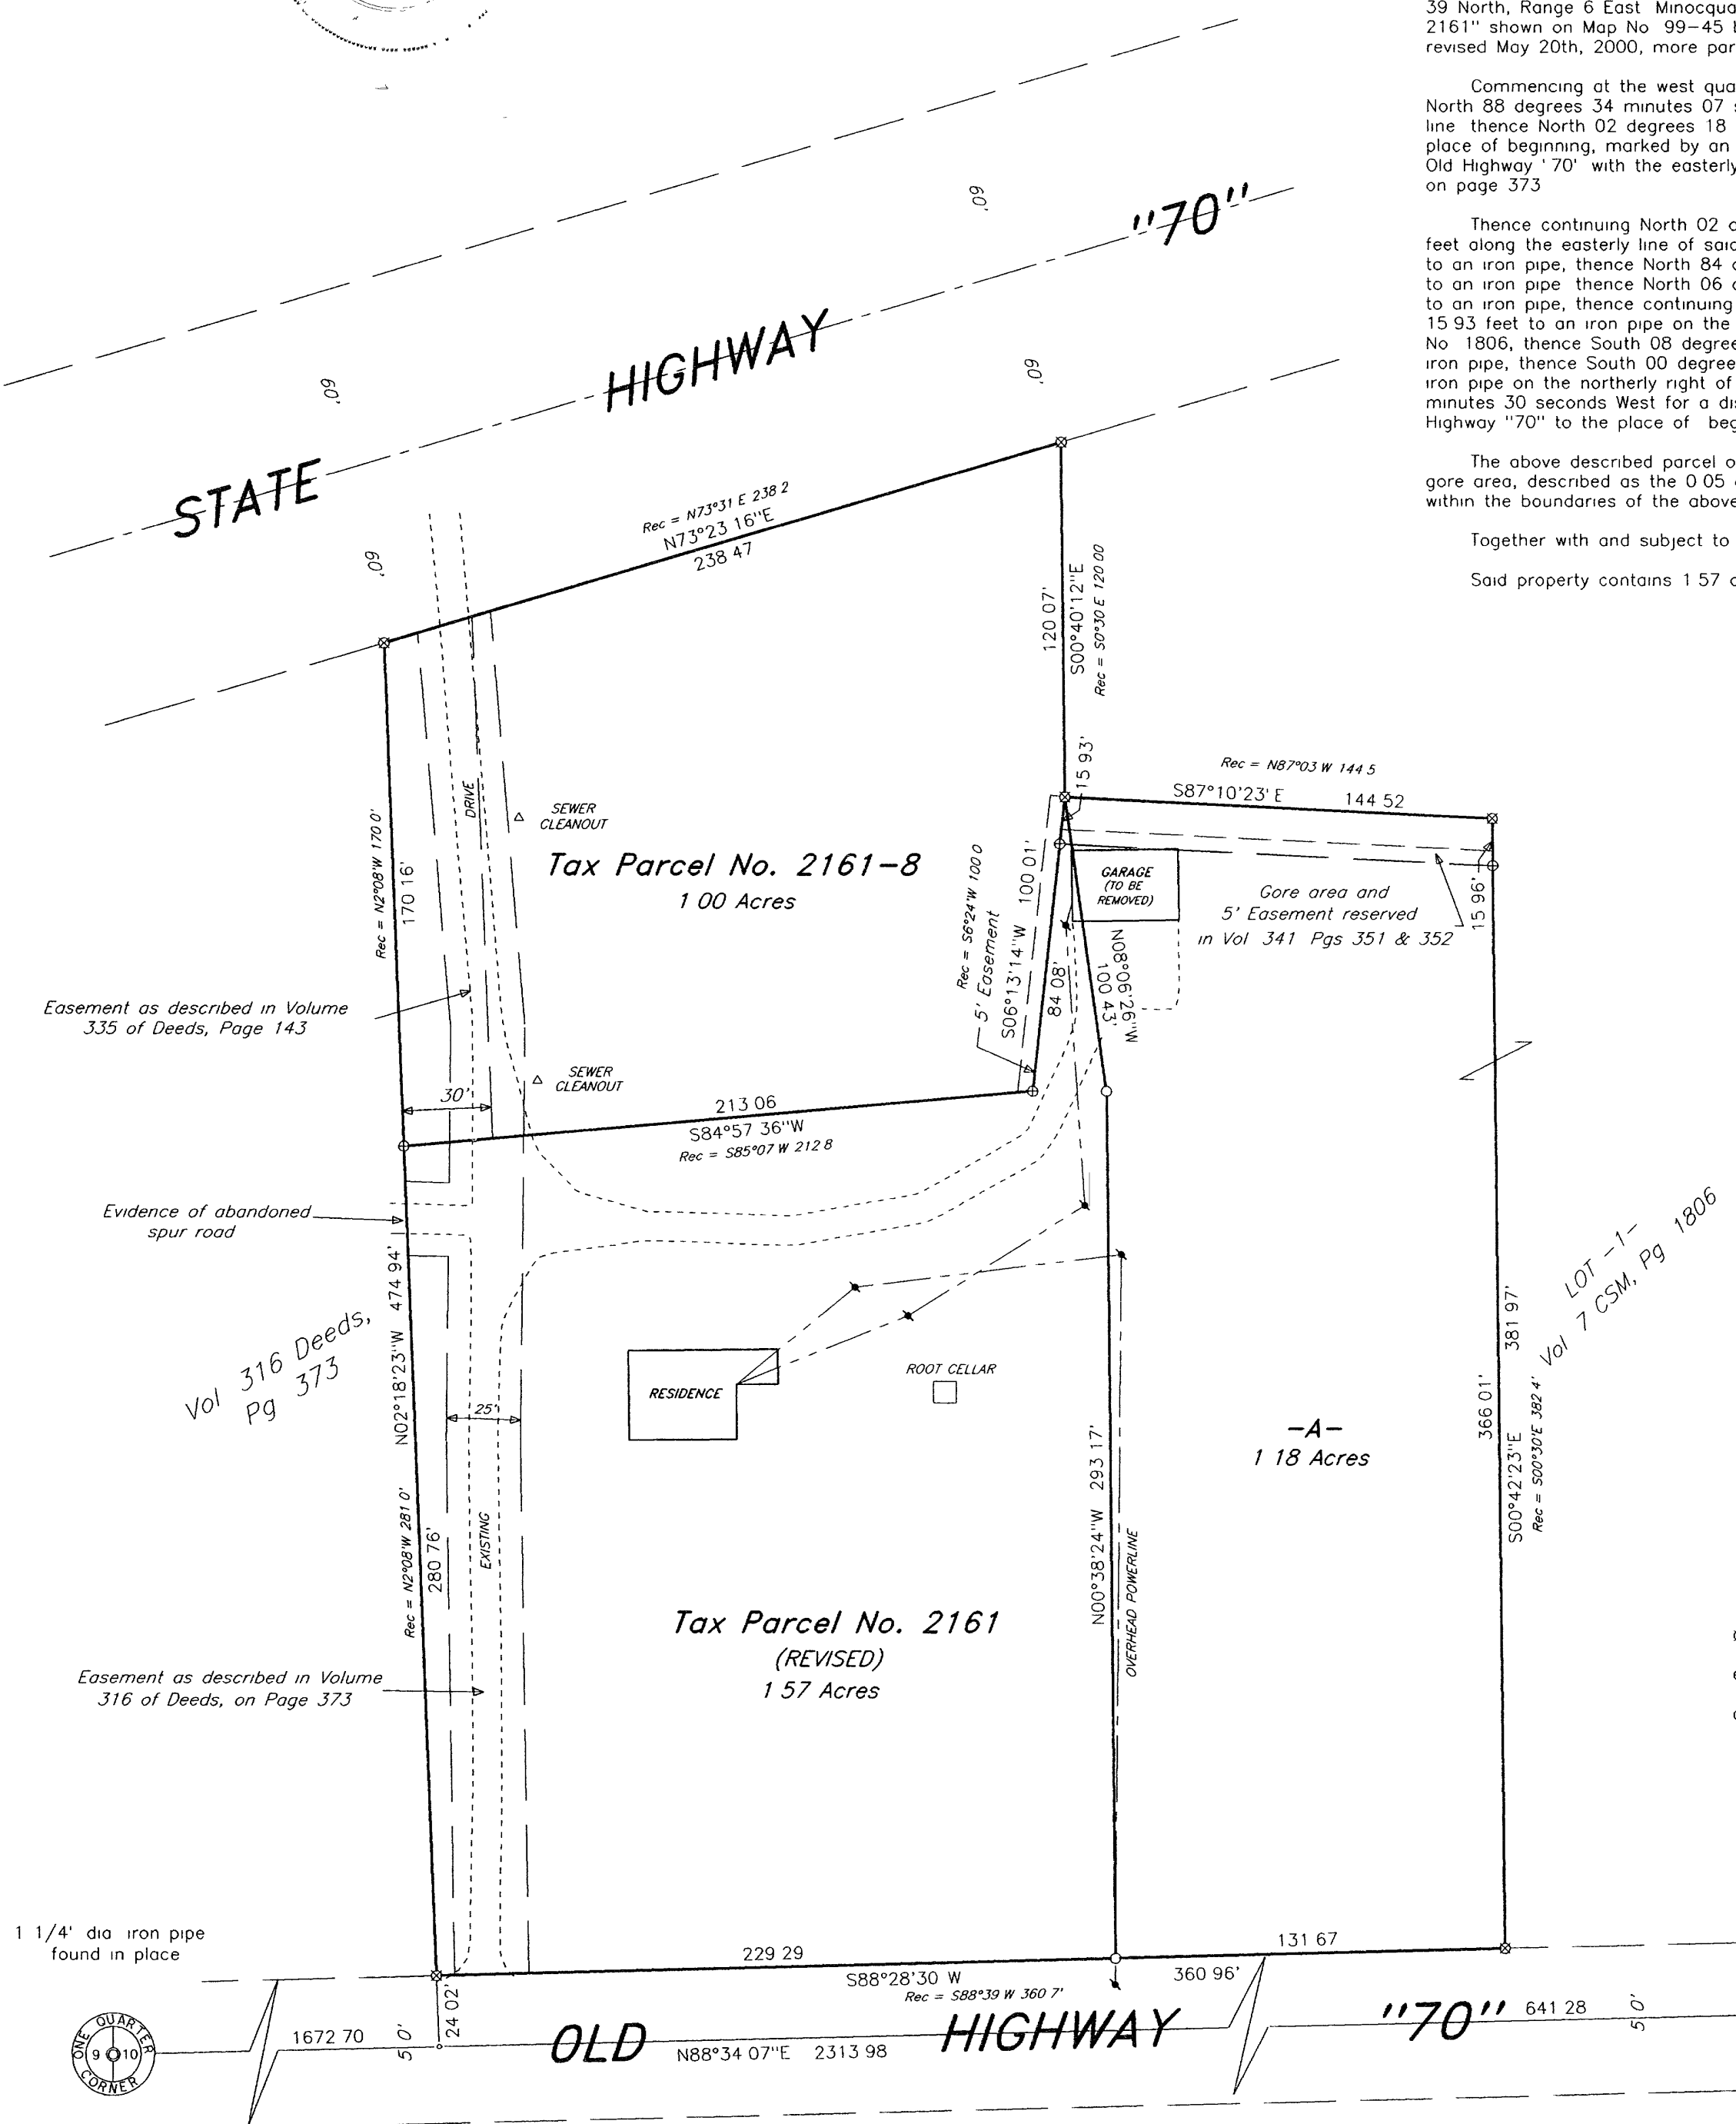 39 North, Range 6 East Minocqua
2161" shown on Map No 99-45
revised May 20th, 2000, more par
Commencing at the west qua
North 88 degrees 34 minutes 07
line thence North 02 degrees 18
place of beginning, marked by an
Old Highway '70' with the easterly
on page 373
Thence continuing North 02
feet along the easterly line of said
to an iron pipe, thence North 84
to an iron pipe thence North 06
to an iron pipe, thence continuing
15 93 feet to an iron pipe on the
No 1806, thence South 08 degree
iron pipe, thence South 00 degree
iron pipe on the northerly right of
minutes 30 seconds West for a di
Highway "70" to the place of beg
The above described parcel o
gore area, described as the 0 05
within the boundaries of the above
Together with and subject to
Said property contains 1 57
60'
60'
60'
60'
STATE HIGHWAY "70"
Rec = N73°31 E 238 2
N73°23 16"E
238 47
120 07'
S00°40'12"E
Rec = S0°30 E 120 00
15 93'
Rec = N87°03 W 144 5
S87°10'23' E 144 52
DRIVE
SEWER
CLEANOUT
Tax Parcel No. 2161-8
1 00 Acres
Rec = N2°08'W 170 0'
170 16'
GARAGE
(TO BE
REMOVED)
Gore area and
5' Easement reserved
in Vol 341 Pgs 351 & 352
15 96'
Rec = S6°24'W 100 0
5' Easement
S06°13'14"W 100 01'
84 08'
N08°06'26"W
100 43'
Easement as described in Volume
335 of Deeds, Page 143
SEWER
CLEANOUT
30'
213 06
S84°57 36"W
Rec = S85°07 W 212 8
Evidence of abandoned
spur road
Vol 316 Deeds,
Pg 373
N02°18'23"W 474 94'
25'
RESIDENCE
ROOT CELLAR
LOT -1-
Vol 7 CSM, Pg 1806
381 97'
366 01'
S00°42'23"E
Rec = S00°30'E 382 4'
-A-
1 18 Acres
Rec = N2°08'W 281 0'
280 76'
EXISTING
N00°38'24"W 293 17'
OVERHEAD POWERLINE
Tax Parcel No. 2161
(REVISED)
1 57 Acres
Easement as described in Volume
316 of Deeds, on Page 373
1 1/4' dia iron pipe
found in place
229 29
131 67
S88°28'30 W
360 96'
Rec = S88°39 W 360 7'
ONE QUARTER
9 10
CORNER
1672 70
50'
24 02'
OLD HIGHWAY "70"
N88°34 07"E 2313 98
641 28
50'